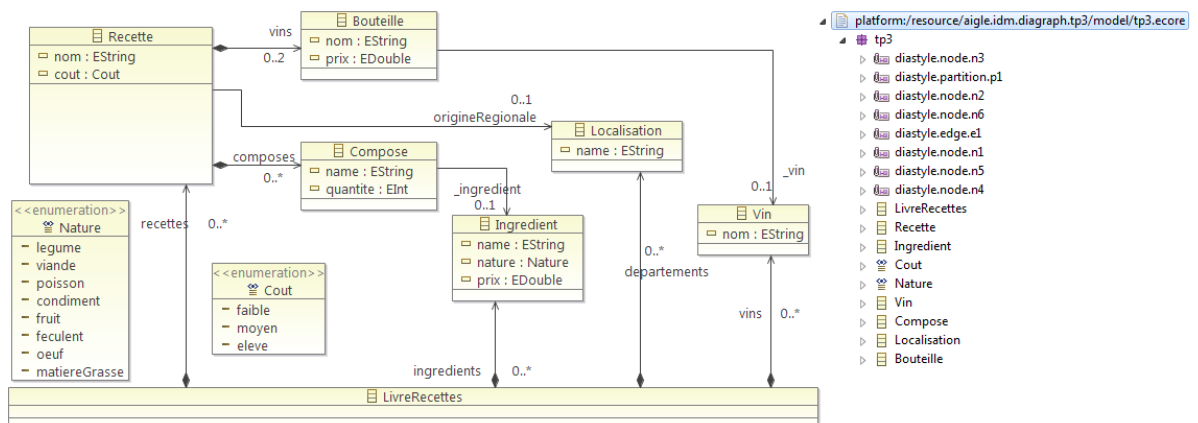 Recette
nom : EString
cout : Cout
vins
0..2
Bouteille
nom : EString
prix : EDouble
0..1
origineRegionale
Localisation
name : EString
composes
0..*
Compose
name : EString
quantite : EInt
_ingredient
0..1
_vin
0..1
Vin
nom : EString
<<enumeration>>
Nature
legume
viande
poisson
condiment
fruit
feculent
oeuf
matiereGrasse
recettes
0..*
<<enumeration>>
Cout
faible
moyen
eleve
Ingredient
name : EString
nature : Nature
prix : EDouble
0..*
departements
vins
0..*
ingredients
0..*
LivreRecettes
platform:/resource/aigle.idm.diagraph.tp3/model/tp3.ecore
tp3
diastyle.node.n3
diastyle.partition.p1
diastyle.node.n2
diastyle.node.n6
diastyle.edge.e1
diastyle.node.n1
diastyle.node.n5
diastyle.node.n4
LivreRecettes
Recette
Ingredient
Cout
Nature
Vin
Compose
Localisation
Bouteille